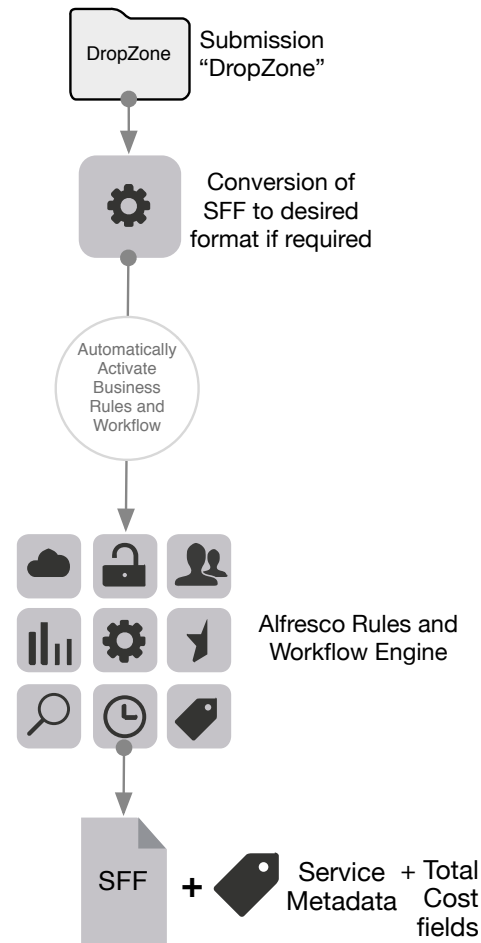 DropZone
Submission
“DropZone”
Conversion of
SFF to desired
format if required
Automatically
Activate
Business
Rules and
Workflow
Alfresco Rules and
Workflow Engine
SFF
+
Service
Metadata
+ Total
Cost
fields